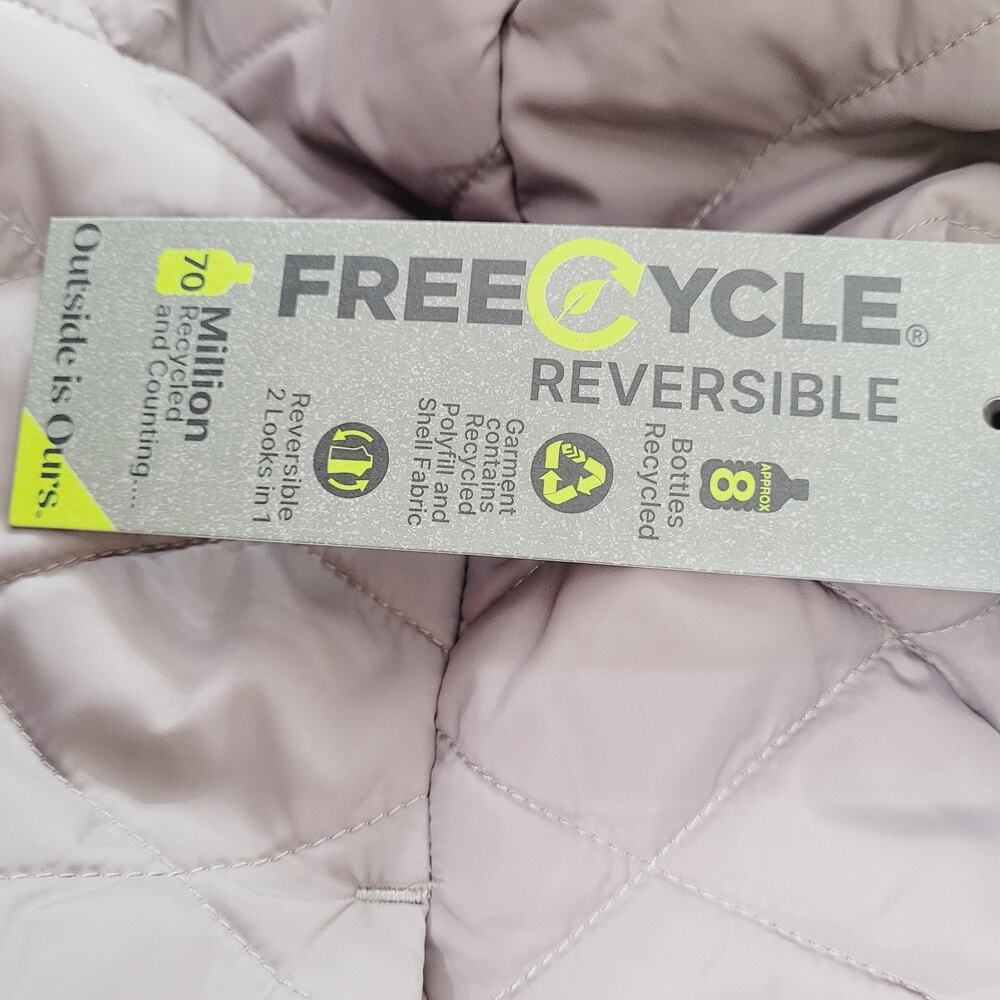 FREECYCLE®
REVERSIBLE
APPROX
8
Bottles
Recycled
Garment
contains
Recycled
Polyfill and
Shell Fabric
Reversible
2 Looks in 1
70
Million
Recycled
and Counting...
Outside is Ours.